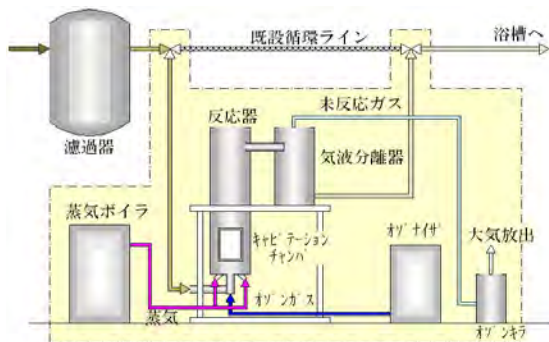 既設循環ライン
浴槽へ
濾過器
反応器
未反応ガス
気液分離器
蒸気ボイラ
キャビテーション
チャンバ
オゾナイザ
大気放出
オゾンガス
蒸気
オゾンキラ